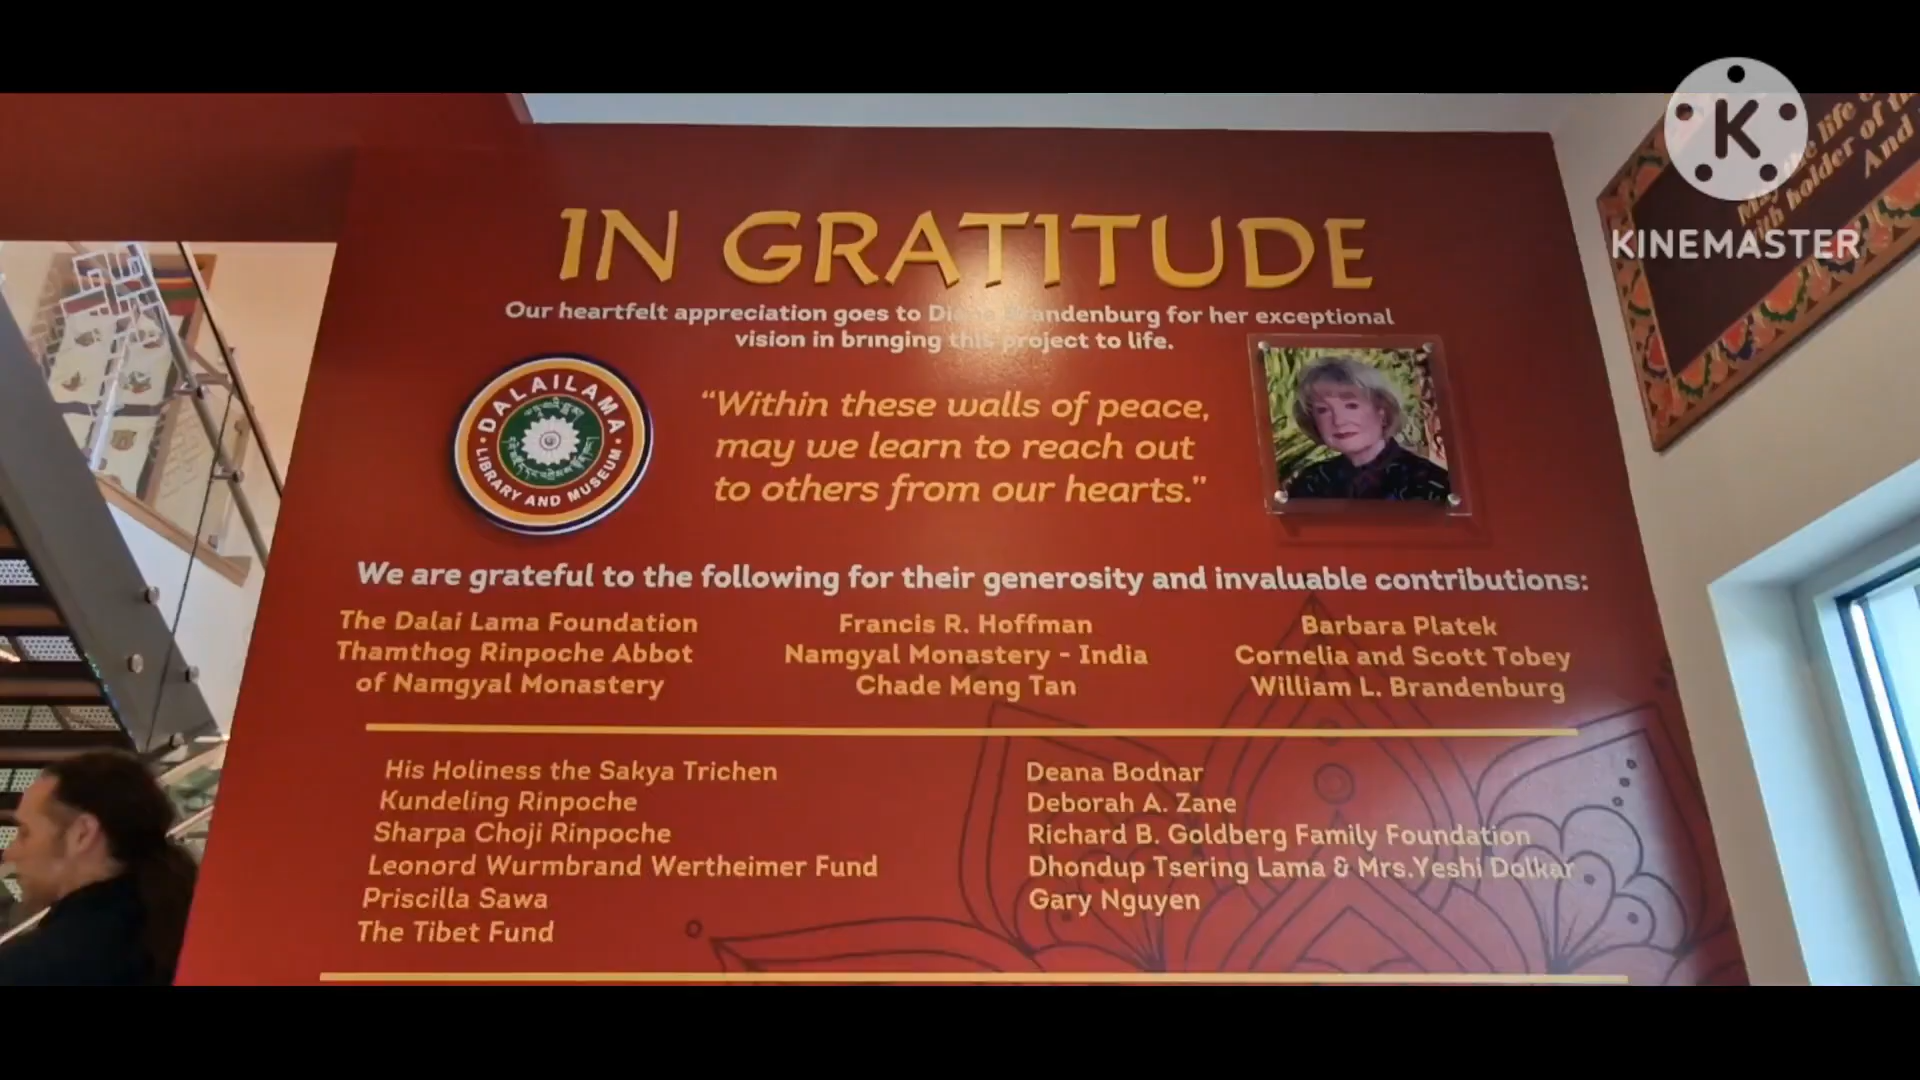 KINEMASTER
IN GRATITUDE
Our heartfelt appreciation goes to Brandenburg for her exceptional
vision in bringing this project to life.
DALAI LAMA
LIBRARY AND MUSEUM
“Within these walls of peace,
may we learn to reach out
to others from our hearts.”
We are grateful to the following for their generosity and invaluable contributions:
The Dalai Lama Foundation
Thamthog Rinpoche Abbot
of Namgyal Monastery
Francis R. Hoffman
Namgyal Monastery - India
Chade Meng Tan
Barbara Platek
Cornelia and Scott Tobey
William L. Brandenburg
His Holiness the Sakya Trichen
Kundeling Rinpoche
Sharpa Choji Rinpoche
Leonord Wurmbrand Wertheimer Fund
Priscilla Sawa
The Tibet Fund
Deana Bodnar
Deborah A. Zane
Richard B. Goldberg Family Foundation
Dhondup Tsering Lama & Mrs.Yeshi Dolkar
Gary Nguyen
life
holder of
And